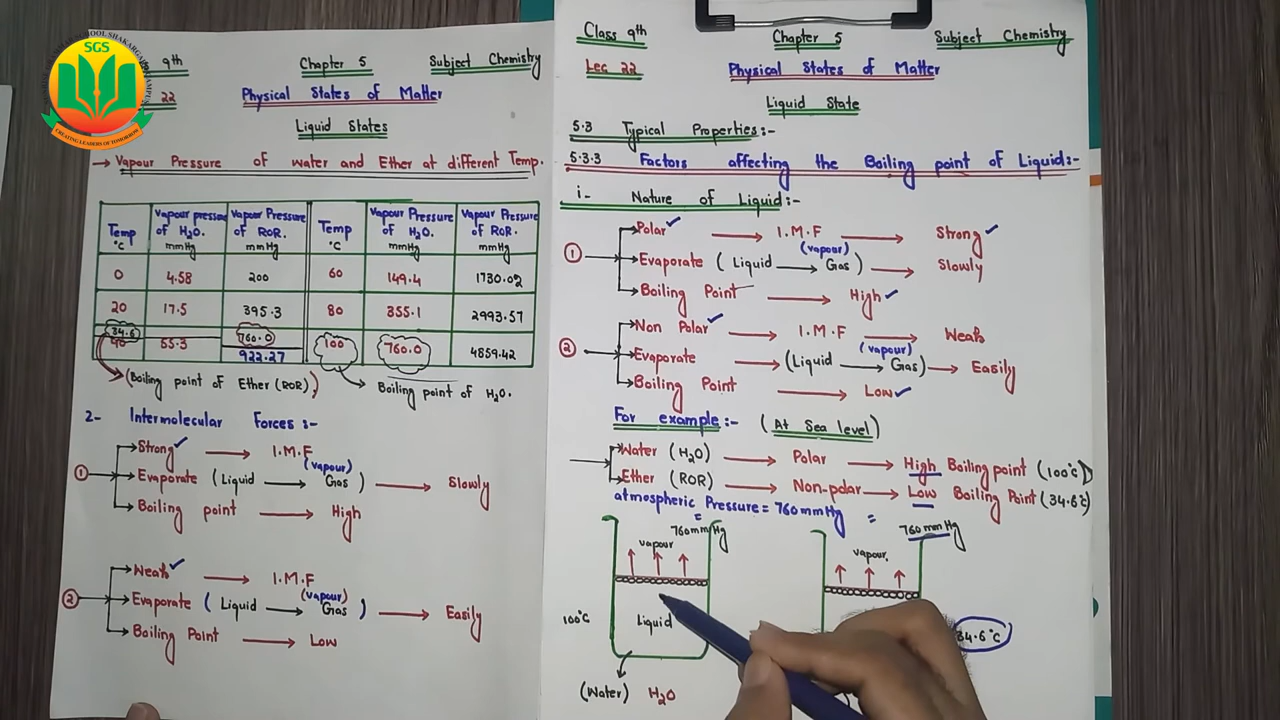 SGS
CREATING LEADERS OF TOMORROW
9th Chapter 5 Subject Chemistry
22 Physical States of Matter
Liquid States
→ Vapour Pressure of water and Ether at different Temp.
Temp °C Vapour pressure of H₂O. mmHg Vapour Pressure of ROR. mmHg Temp °C Vapour Pressure of H₂O. mmHg Vapour Pressure of ROR. mmHg
0 4.58 200 60 149.4 1730.02
20 17.5 395.3 80 355.1 2993.57
34.6 760.0
40 55.3 922.27 100 760.0 4859.42
(Boiling point of Ether (ROR)) Boiling point of H₂O.
2- Intermolecular Forces :-
① Strong ✓ → I.M.F
Evaporate (Liquid → (vapour) Gas) → Slowly
Boiling point → High
② Weak ✓ → I.M.F
Evaporate (Liquid → (vapour) Gas) → Easily
Boiling Point → Low
Class 9th Chapter 5 Subject Chemistry
Lec 22 Physical States of Matter
Liquid State
5.3 Typical Properties:-
5.3.3 Factors affecting the Boiling point of Liquid:-
i- Nature of Liquid:-
① Polar ✓ → I.M.F → Strong ✓
Evaporate (Liquid → (vapour) Gas) → Slowly
Boiling Point → High ✓
② Non Polar ✓ → I.M.F → Weak
Evaporate → (Liquid → (vapour) Gas) → Easily
Boiling Point → Low ✓
For example:- (At Sea level)
Water (H₂O) → Polar → High Boiling point (100°C)
Ether (ROR) → Non-polar → Low Boiling Point (34.6°C)
atmospheric Pressure = 760 mmHg =
= 760mmHg 760 mmHg
vapour vapour.
100°C Liquid 34.6°C
(Water) H₂O